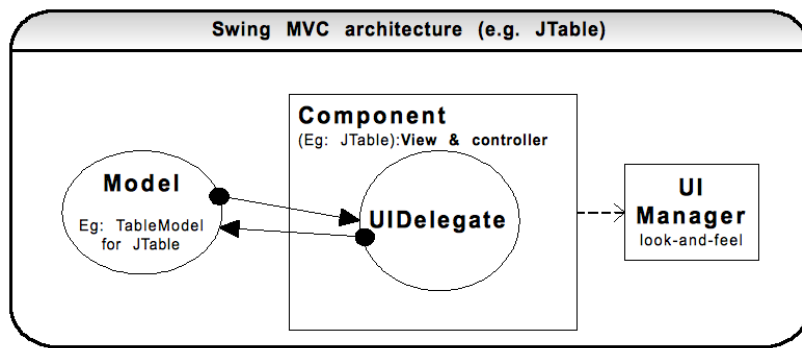 Swing MVC architecture (e.g. JTable)
Component
(Eg: JTable):View & controller
Model
Eg: TableModel
for JTable
UIDelegate
UI
Manager
look-and-feel